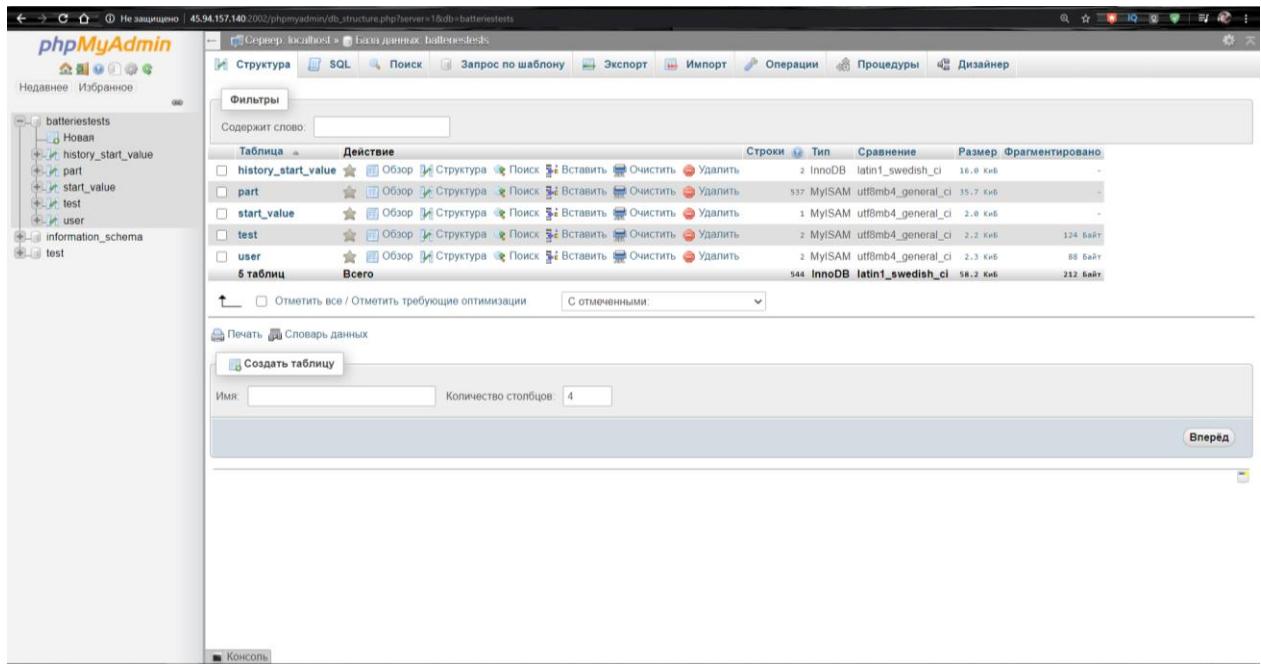 Не защищено 45.94.157.140:2002/phpmyadmin/db_structure.php?server=1&db=batteriestests
phpMyAdmin
Недавнее Избранное
batteriestests
Новая
history_start_value
part
start_value
test
user
information_schema
test
Сервер: localhost » База данных: batteriestests
Структура SQL Поиск Запрос по шаблону Экспорт Импорт Операции Процедуры Дизайнер
Фильтры
Содержит слово:
Таблица Действие Строки Тип Сравнение Размер Фрагментировано
history_start_value Обзор Структура Поиск Вставить Очистить Удалить 2 InnoDB latin1_swedish_ci 16.0 КиБ -
part Обзор Структура Поиск Вставить Очистить Удалить 537 MyISAM utf8mb4_general_ci 35.7 КиБ -
start_value Обзор Структура Поиск Вставить Очистить Удалить 1 MyISAM utf8mb4_general_ci 2.0 КиБ -
test Обзор Структура Поиск Вставить Очистить Удалить 2 MyISAM utf8mb4_general_ci 2.2 КиБ 124 Байт
user Обзор Структура Поиск Вставить Очистить Удалить 2 MyISAM utf8mb4_general_ci 2.3 КиБ 88 Байт
5 таблиц Всего 544 InnoDB latin1_swedish_ci 58.2 КиБ 212 Байт
Отметить все / Отметить требующие оптимизации С отмеченными:
Печать Словарь данных
Создать таблицу
Имя: Количество столбцов: 4
Вперёд
Консоль